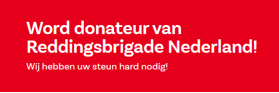 Word donateur van
Reddingsbrigade Nederland!
Wij hebben uw steun hard nodig!